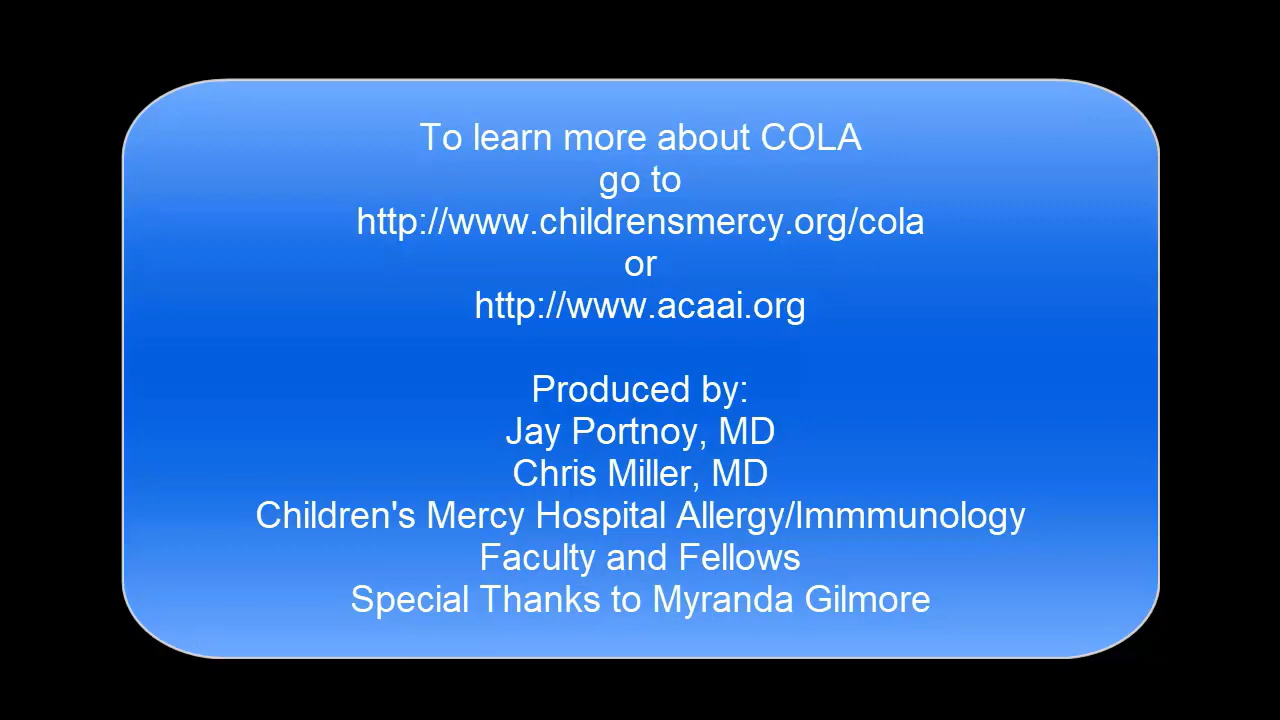 To learn more about COLA
go to
http://www.childrensmercy.org/cola
or
http://www.acaai.org
Produced by:
Jay Portnoy, MD
Chris Miller, MD
Children's Mercy Hospital Allergy/Immmunology
Faculty and Fellows
Special Thanks to Myranda Gilmore